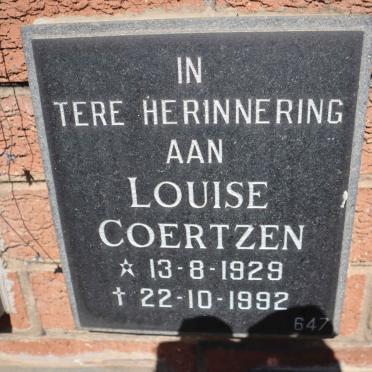 IN
TERE HERINNERING
AAN
LOUISE
COERTZEN
☆ 13-8-1929
† 22-10-1992
647